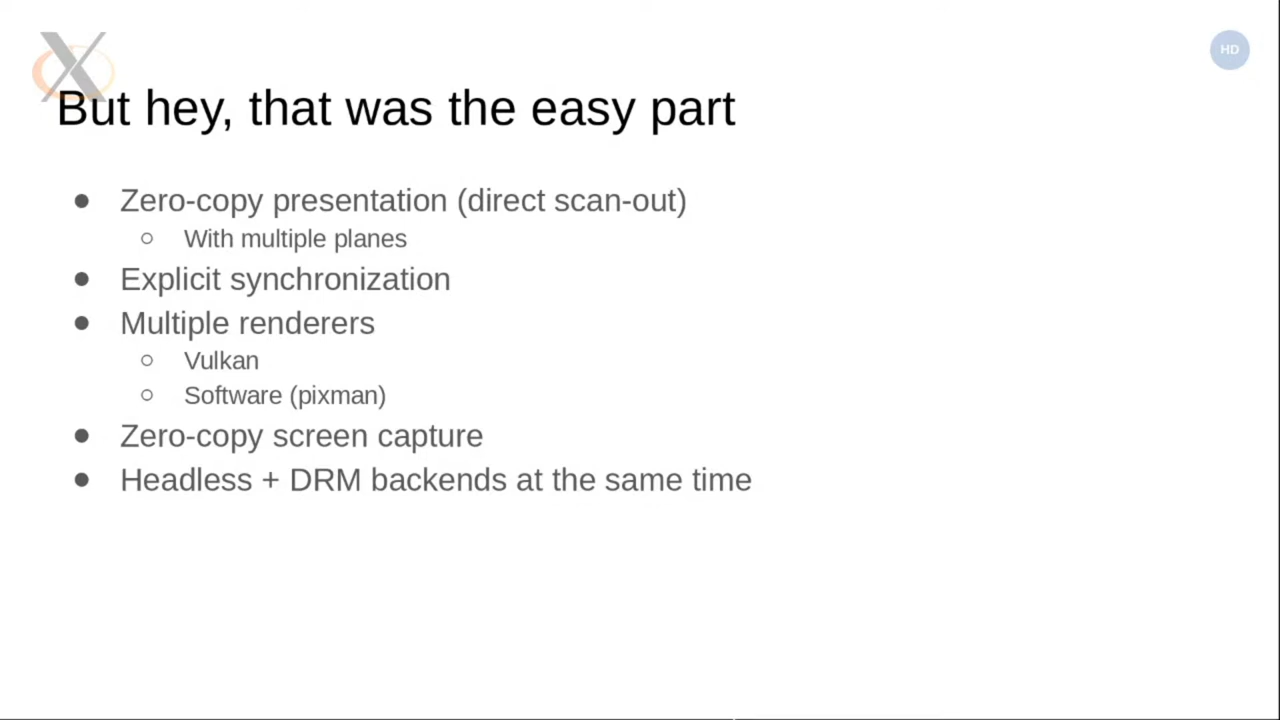 HD
But hey, that was the easy part
● Zero-copy presentation (direct scan-out)
○ With multiple planes
● Explicit synchronization
● Multiple renderers
○ Vulkan
○ Software (pixman)
● Zero-copy screen capture
● Headless + DRM backends at the same time